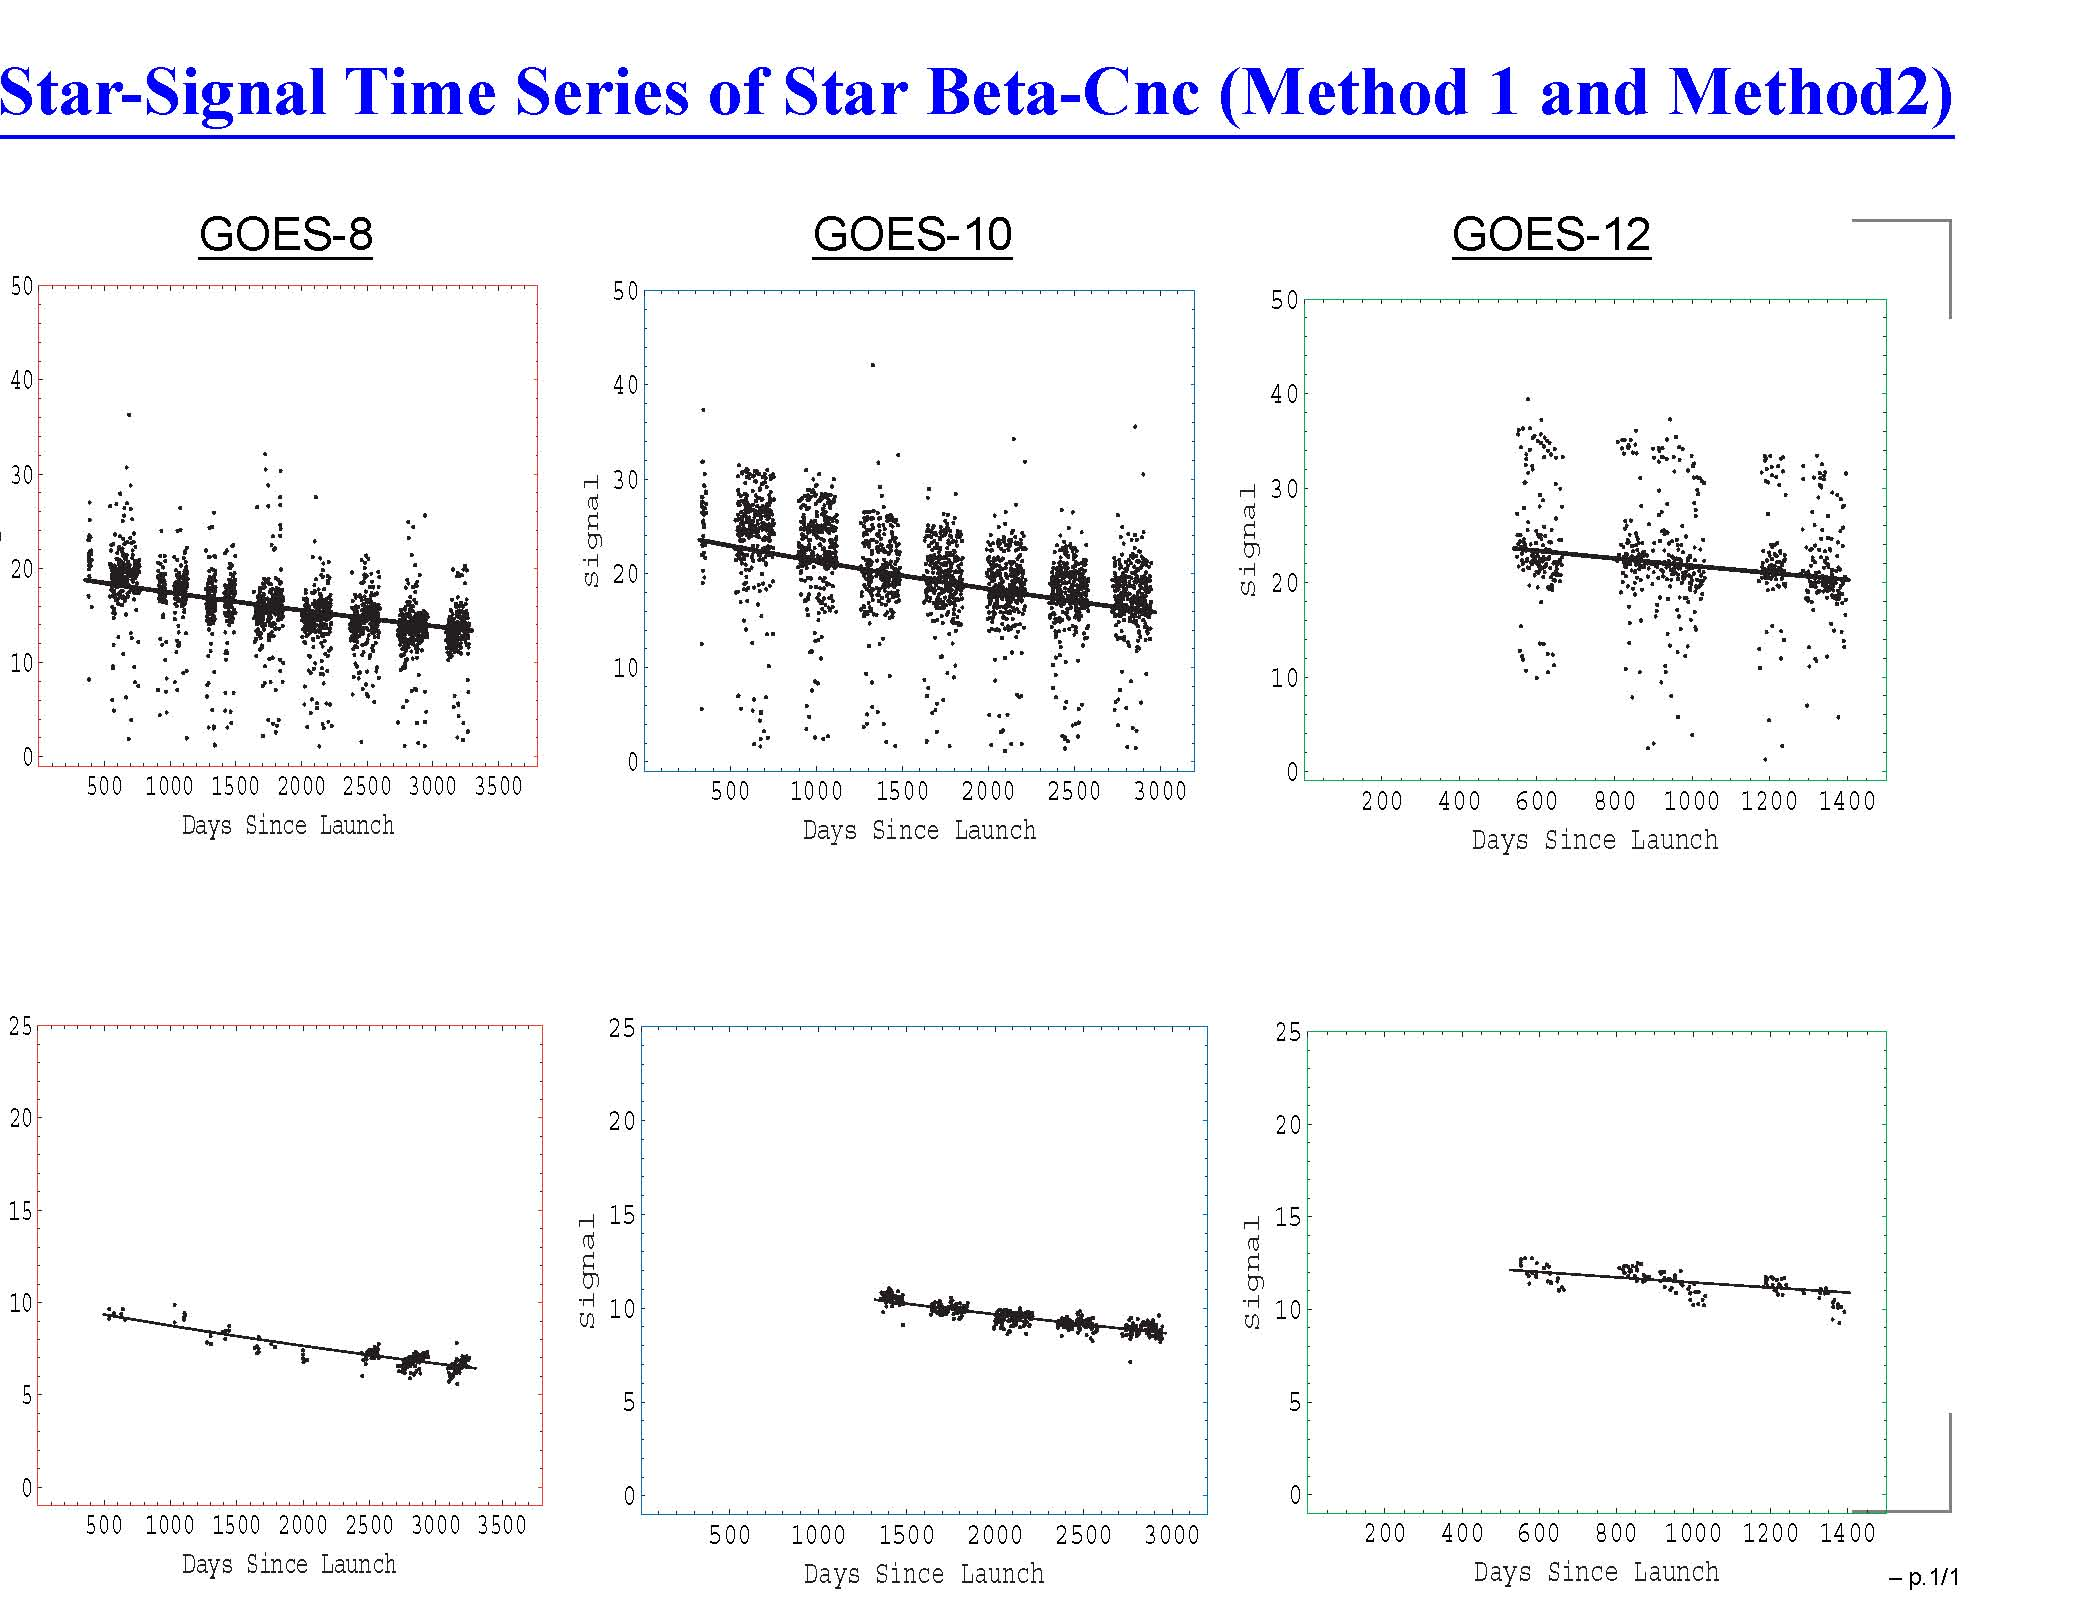 Star-Signal Time Series of Star Beta-Cnc (Method 1 and Method2)
GOES-8
GOES-10
GOES-12
50
40
30
20
10
0
500 1000 1500 2000 2500 3000 3500
Days Since Launch
Signal
50
40
30
20
10
0
500 1000 1500 2000 2500 3000
Days Since Launch
Signal
50
40
30
20
10
0
200 400 600 800 1000 1200 1400
Days Since Launch
25
20
15
10
5
0
500 1000 1500 2000 2500 3000 3500
Days Since Launch
Signal
25
20
15
10
5
0
500 1000 1500 2000 2500 3000
Days Since Launch
Signal
25
20
15
10
5
0
200 400 600 800 1000 1200 1400
Days Since Launch
– p.1/1